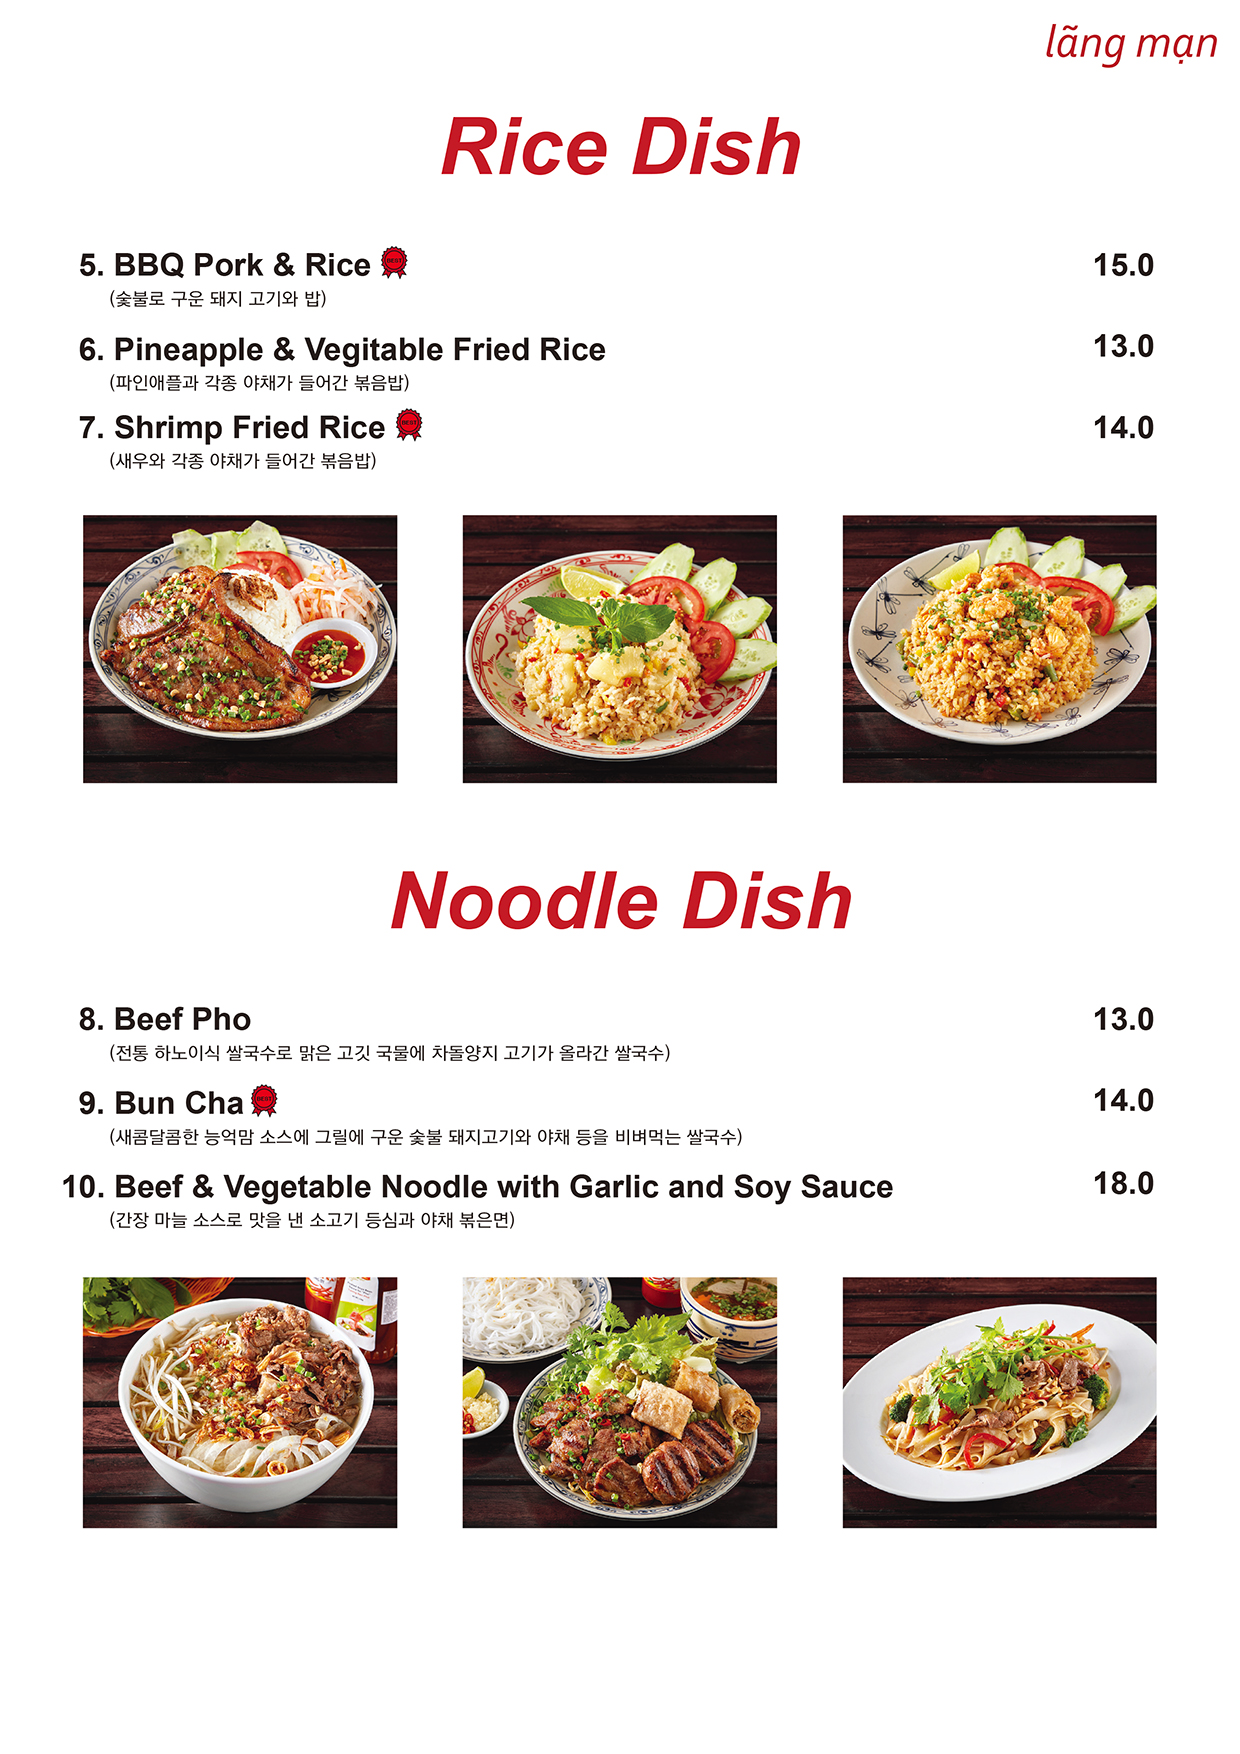 lãng mạn
Rice Dish
5. BBQ Pork & Rice BEST 15.0
(숯불로 구운 돼지 고기와 밥)
6. Pineapple & Vegitable Fried Rice 13.0
(파인애플과 각종 야채가 들어간 볶음밥)
7. Shrimp Fried Rice BEST 14.0
(새우와 각종 야채가 들어간 볶음밥)
Noodle Dish
8. Beef Pho 13.0
(전통 하노이식 쌀국수로 맑은 고깃 국물에 차돌양지 고기가 올라간 쌀국수)
9. Bun Cha BEST 14.0
(새콤달콤한 능억맘 소스에 그릴에 구운 숯불 돼지고기와 야채 등을 비벼먹는 쌀국수)
10. Beef & Vegetable Noodle with Garlic and Soy Sauce 18.0
(간장 마늘 소스로 맛을 낸 소고기 등심과 야채 볶은면)